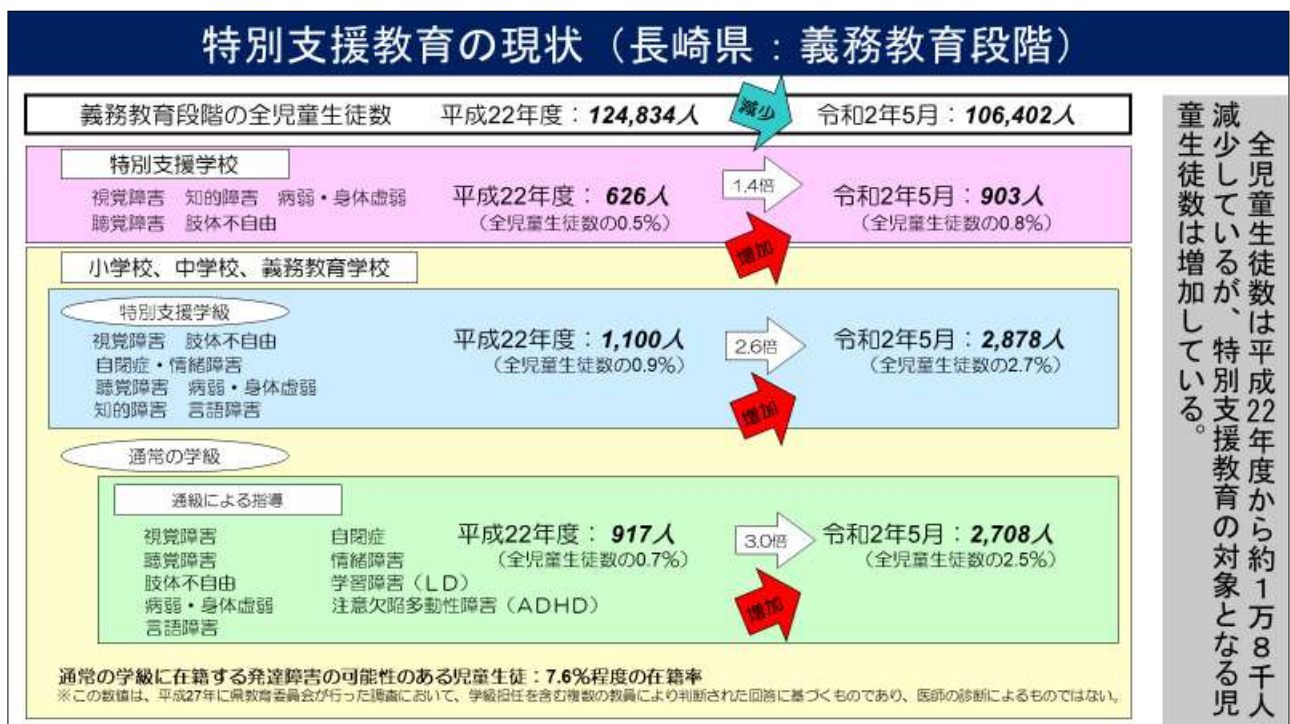 特別支援教育の現状(長崎県:義務教育段階)
義務教育段階の全児童生徒数 平成22年度:124,834人 減少 令和2年5月:106,402人
特別支援学校
視覚障害 知的障害 病弱・身体虚弱
聴覚障害 肢体不自由
平成22年度: 626人
(全児童生徒数の0.5%)
1.4倍
増加
令和2年5月:903人
(全児童生徒数の0.8%)
小学校、中学校、義務教育学校
特別支援学級
視覚障害 肢体不自由
自閉症・情緒障害
聴覚障害 病弱・身体虚弱
知的障害 言語障害
平成22年度:1,100人
(全児童生徒数の0.9%)
2.6倍
増加
令和2年5月:2,878人
(全児童生徒数の2.7%)
通常の学級
通級による指導
視覚障害 自閉症
聴覚障害 情緒障害
肢体不自由 学習障害(LD)
病弱・身体虚弱 注意欠陥多動性障害(ADHD)
言語障害
平成22年度: 917人
(全児童生徒数の0.7%)
3.0倍
増加
令和2年5月:2,708人
(全児童生徒数の2.5%)
通常の学級に在籍する発達障害の可能性のある児童生徒:7.6%程度の在籍率
※この数値は、平成27年に県教育委員会が行った調査において、学級担任を含む複数の教員により判断された回答に基づくものであり、医師の診断によるものではない。
全児童生徒数は平成22年度から約1万8千人
減少しているが、特別支援教育の対象となる児
童生徒数は増加している。